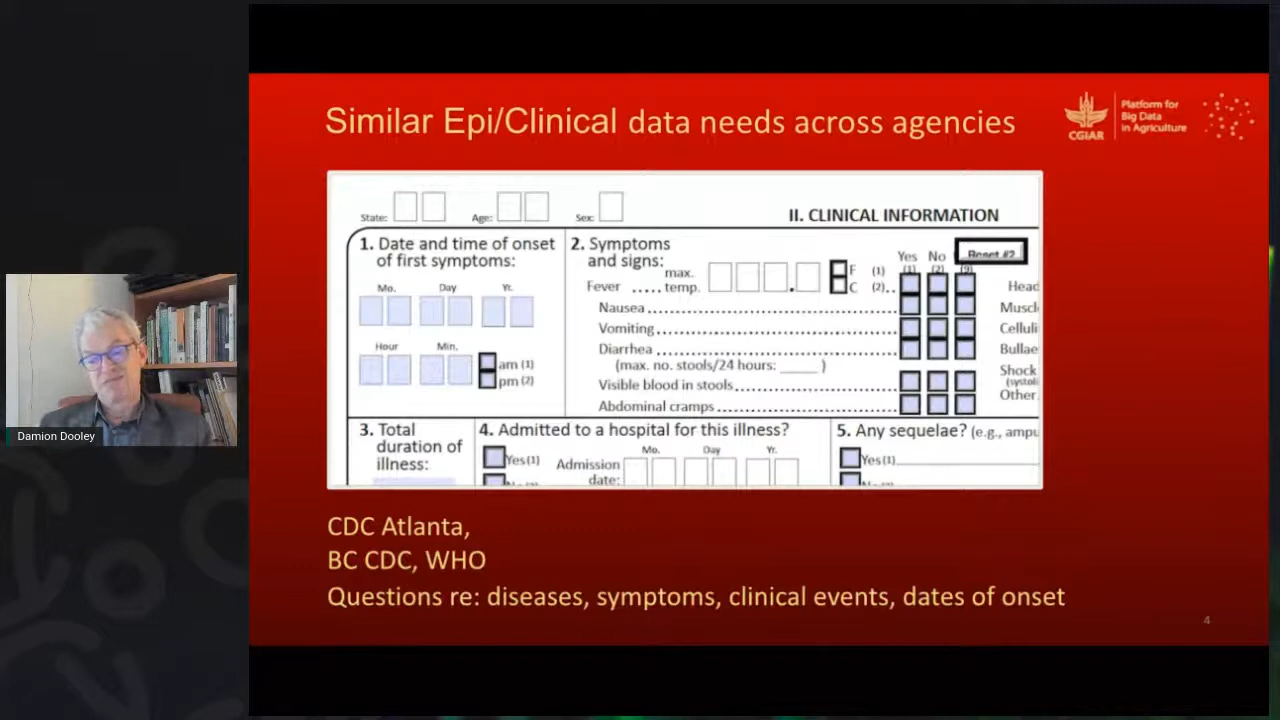 Similar Epi/Clinical data needs across agencies
CGIAR
Platform for
Big Data
in Agriculture
State:
Age:
Sex:
II. CLINICAL INFORMATION
1. Date and time of onset
of first symptoms:
Mo. Day Yr.
Hour Min.
am (1)
pm (2)
2. Symptoms
and signs:
Yes No
(1) (2) (9)
Reset #2
max.
Fever ..... temp.
F (1)
C (2)..
Nausea
Vomiting
Diarrhea
(max. no. stools/24 hours: _____ )
Visible blood in stools
Abdominal cramps
Head
Muscl
Celluli
Bullae
Shock
(systoli
Other
3. Total
duration of
illness:
4. Admitted to a hospital for this illness?
Mo. Day Yr.
Yes (1)
Admission
date:
5. Any sequelae? (e.g., ampu
Yes (1)
Damion Dooley
CDC Atlanta,
BC CDC, WHO
Questions re: diseases, symptoms, clinical events, dates of onset
4